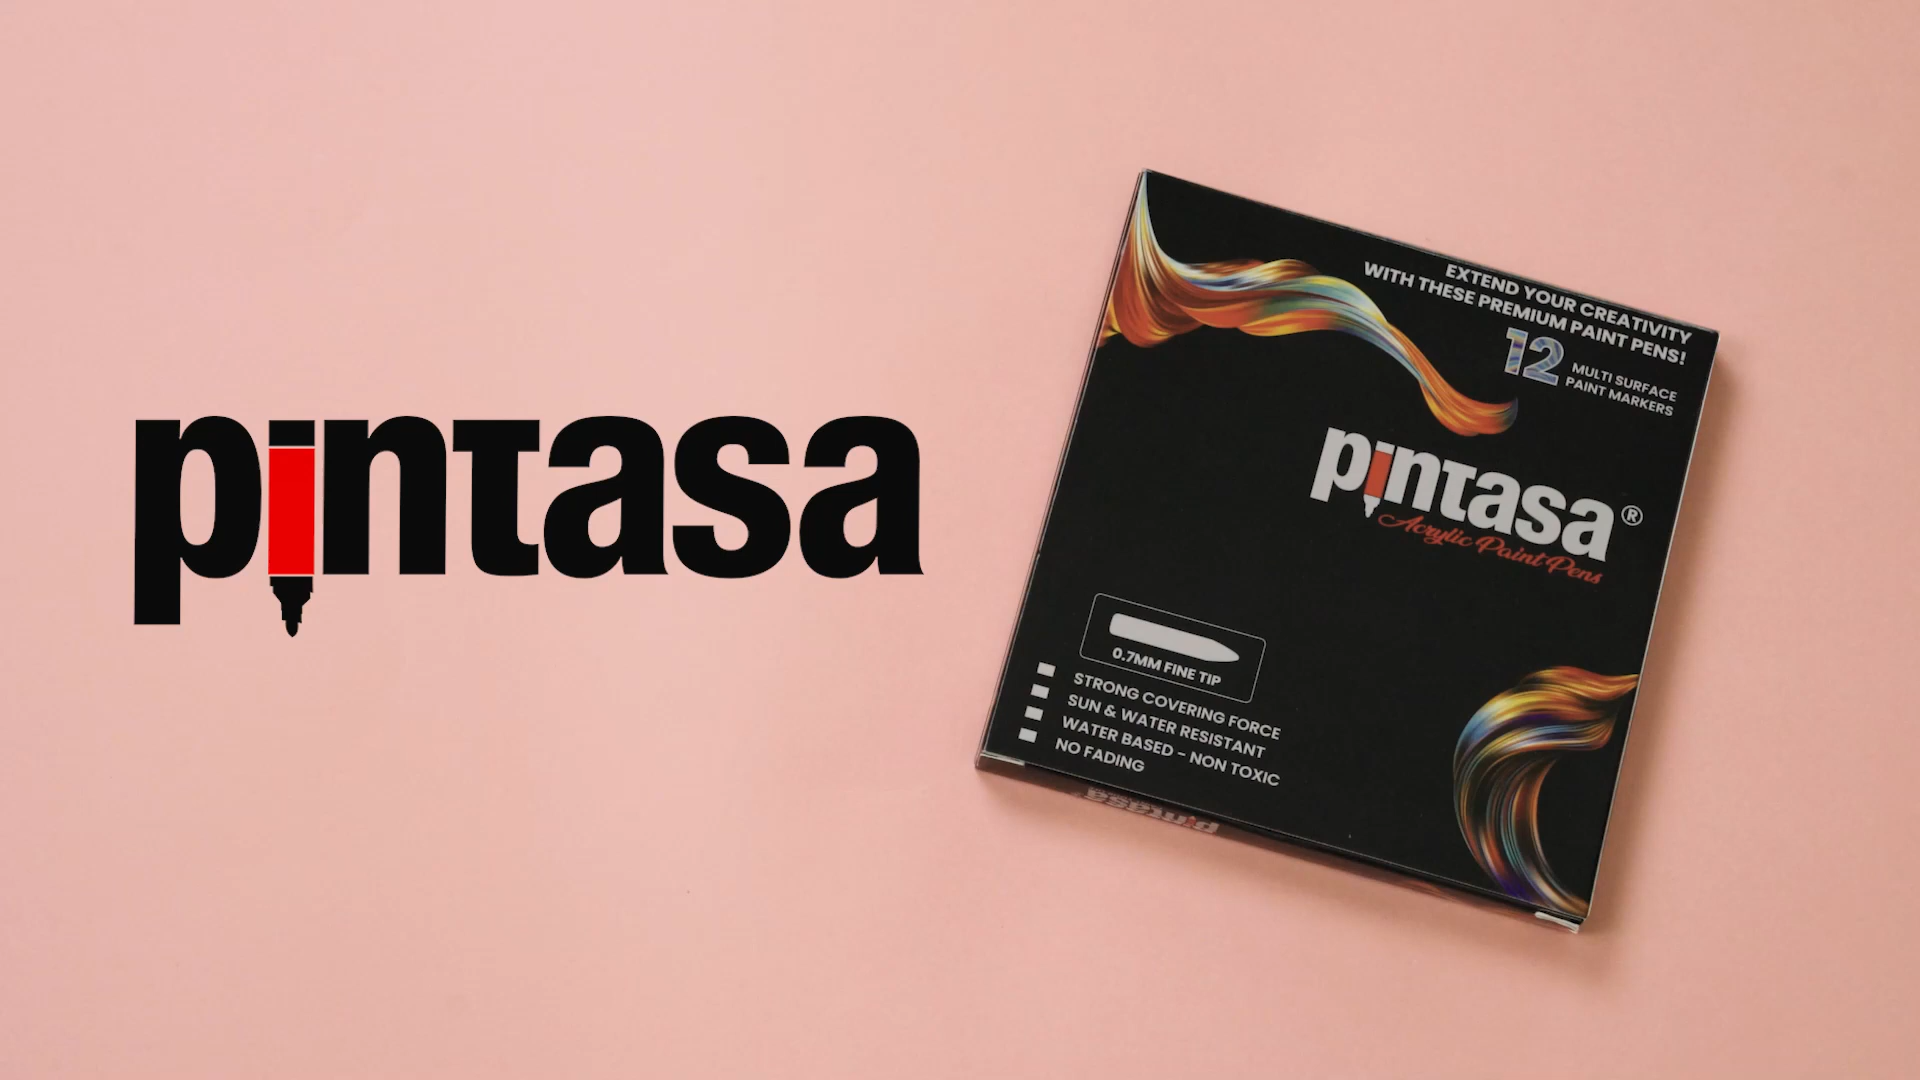 pintasa
EXTEND YOUR CREATIVITY
WITH THESE PREMIUM PAINT PENS!
12 MULTI SURFACE
PAINT MARKERS
pintasa®
Acrylic Paint Pens
0.7MM FINE TIP
STRONG COVERING FORCE
SUN & WATER RESISTANT
WATER BASED - NON TOXIC
NO FADING
pintasa